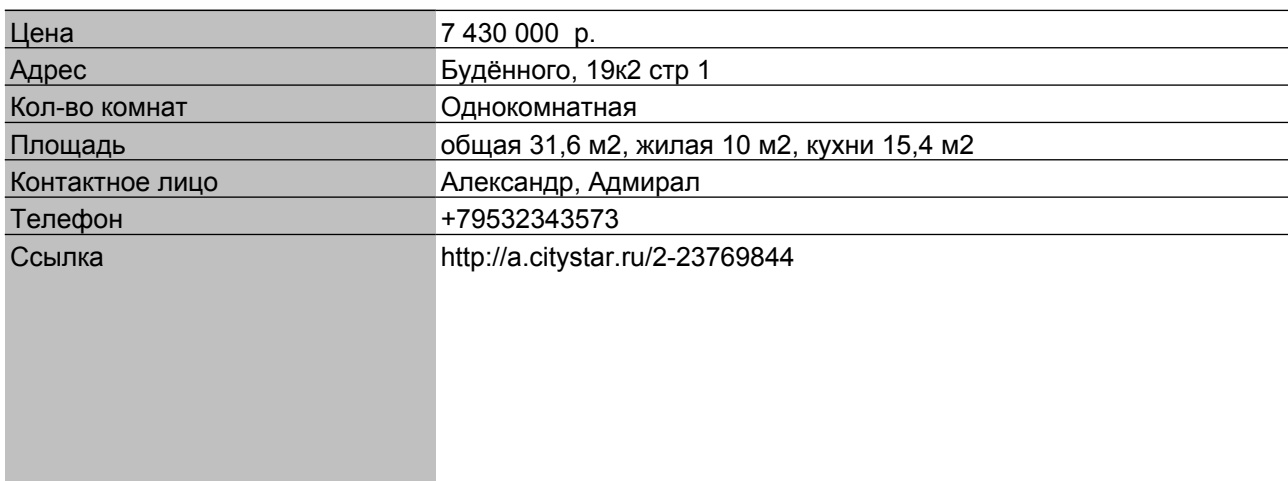 Цена 7 430 000 р.
Адрес Будённого, 19к2 стр 1
Кол-во комнат Однокомнатная
Площадь общая 31,6 м2, жилая 10 м2, кухни 15,4 м2
Контактное лицо Александр, Адмирал
Телефон +79532343573
Ссылка http://a.citystar.ru/2-23769844